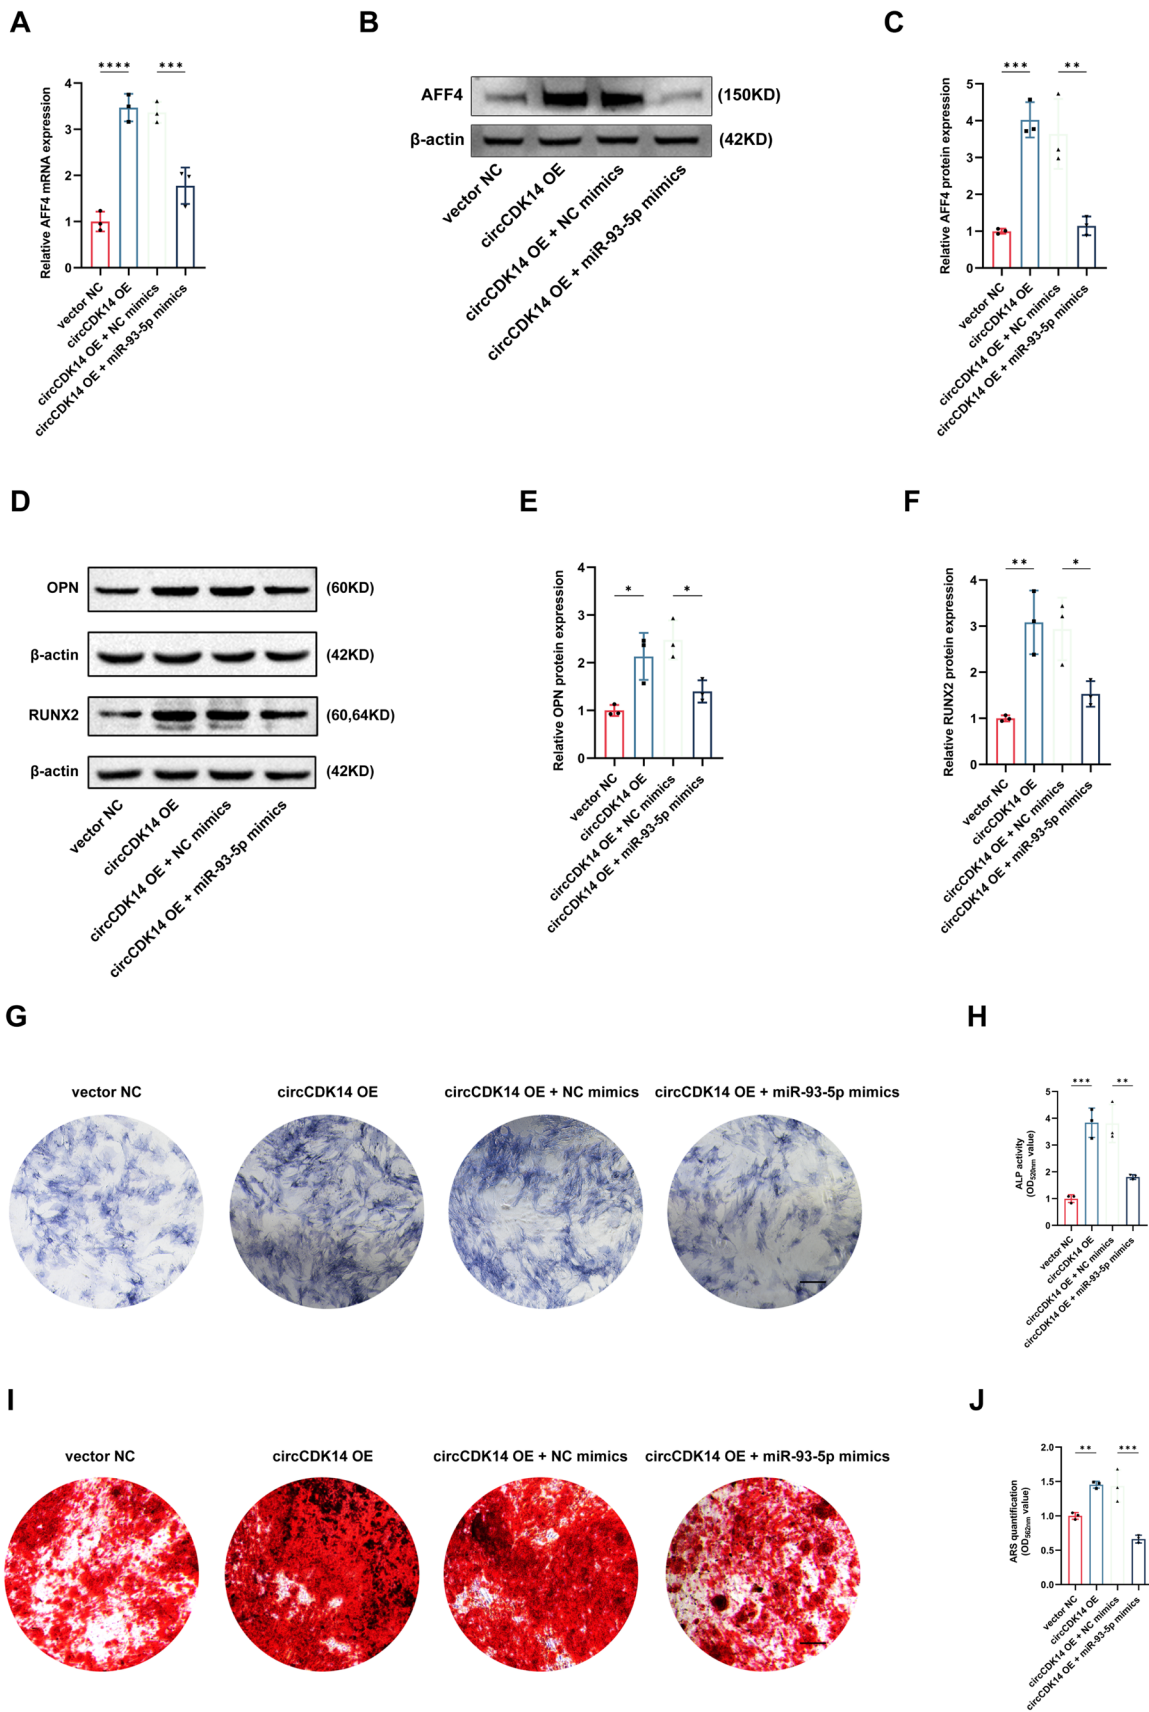 A
B
C
**** ***
Relative AFF4 mRNA expression
4
3
2
1
0
vector NC
circCDK14 OE
circCDK14 OE + NC mimics
circCDK14 OE + miR-93-5p mimics
AFF4 (150KD)
β-actin (42KD)
vector NC
circCDK14 OE
circCDK14 OE + NC mimics
circCDK14 OE + miR-93-5p mimics
*** **
Relative AFF4 protein expression
5
4
3
2
1
0
vector NC
circCDK14 OE
circCDK14 OE + NC mimics
circCDK14 OE + miR-93-5p mimics
D
E
F
OPN (60KD)
β-actin (42KD)
RUNX2 (60,64KD)
β-actin (42KD)
vector NC
circCDK14 OE
circCDK14 OE + NC mimics
circCDK14 OE + miR-93-5p mimics
* *
Relative OPN protein expression
4
3
2
1
0
vector NC
circCDK14 OE
circCDK14 OE + NC mimics
circCDK14 OE + miR-93-5p mimics
** *
Relative RUNX2 protein expression
4
3
2
1
0
vector NC
circCDK14 OE
circCDK14 OE + NC mimics
circCDK14 OE + miR-93-5p mimics
G
H
vector NC
circCDK14 OE
circCDK14 OE + NC mimics
circCDK14 OE + miR-93-5p mimics
*** **
ALP activity
(OD520nm value)
5
4
3
2
1
0
vector NC
circCDK14 OE
circCDK14 OE + NC mimics
circCDK14 OE + miR-93-5p mimics
I
J
vector NC
circCDK14 OE
circCDK14 OE + NC mimics
circCDK14 OE + miR-93-5p mimics
** ***
ARS quantification
(OD562nm value)
2.0
1.5
1.0
0.5
0.0
vector NC
circCDK14 OE
circCDK14 OE + NC mimics
circCDK14 OE + miR-93-5p mimics